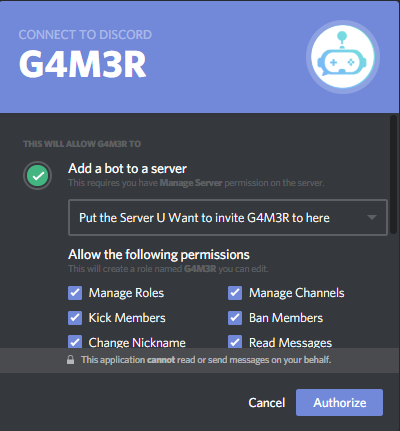 CONNECT TO DISCORD
G4M3R
THIS WILL ALLOW G4M3R TO
Add a bot to a server
This requires you have Manage Server permission on the server.
Put the Server U Want to invite G4M3R to here
Allow the following permissions
This will create a role named G4M3R you can edit.
Manage Roles Manage Channels
Kick Members Ban Members
Change Nickname Read Messages
This application cannot read or send messages on your behalf.
Cancel Authorize